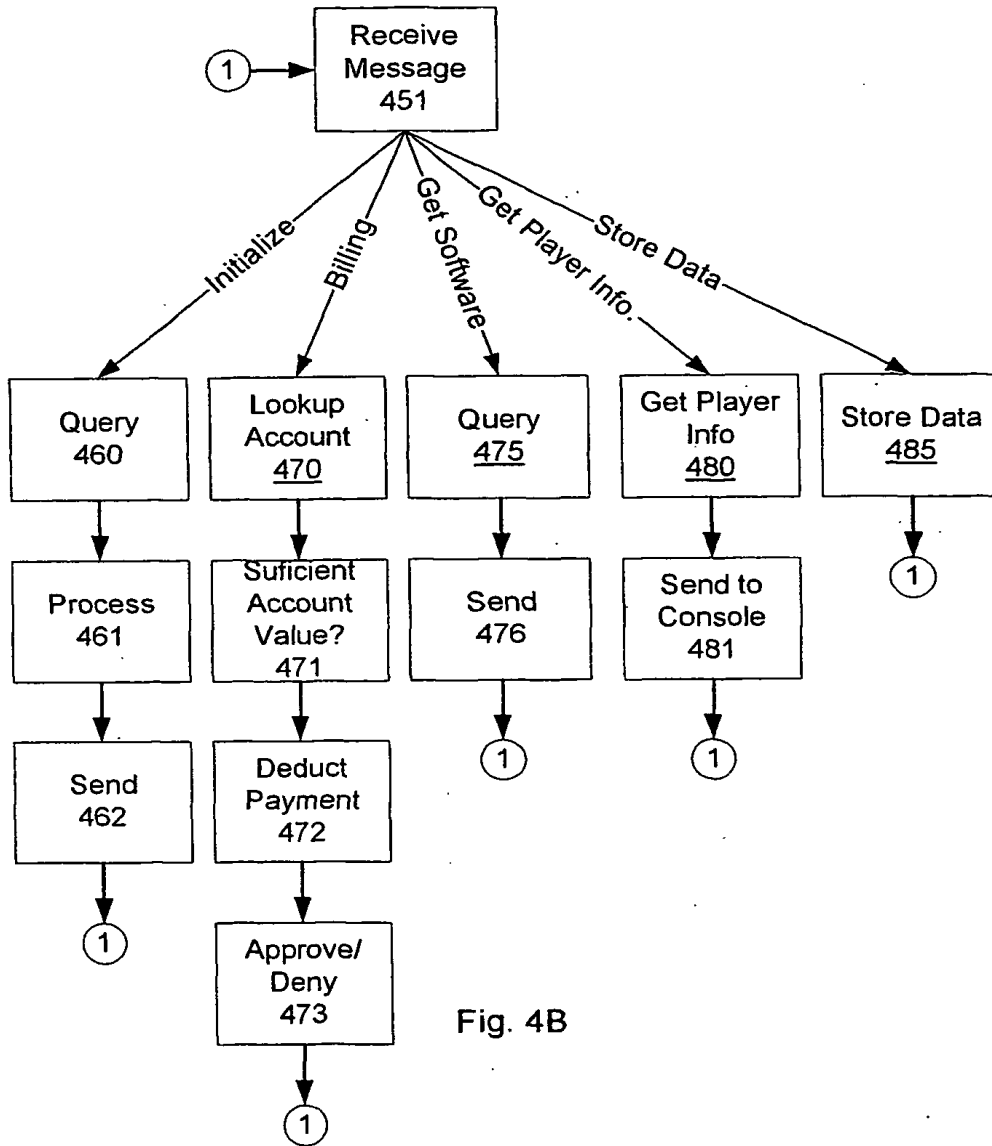 Receive
Message
451
1
Initialize
Billing
Get Software
Get Player Info.
Store Data
Query
460
Lookup
Account
470
Query
475
Get Player
Info
480
Store Data
485
Process
461
Suficient
Account
Value?
471
Send
476
Send to
Console
481
1
Send
462
Deduct
Payment
472
1
1
1
Approve/
Deny
473
1
Fig. 4B